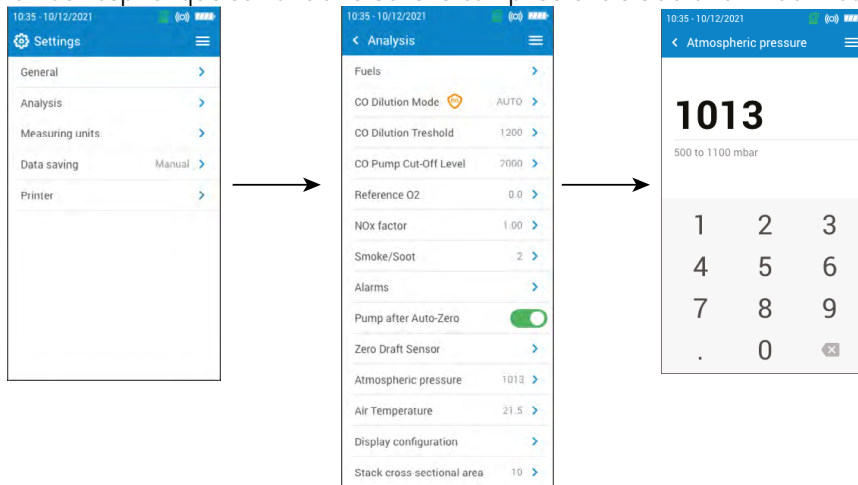 10:35 - 10/12/2021
Settings
General
Analysis
Measuring units
Data saving Manual
Printer
10:35 - 10/12/2021
Analysis
Fuels
CO Dilution Mode AUTO
CO Dilution Treshold 1200
CO Pump Cut-Off Level 2000
Reference O2 0.0
NOx factor 1.00
Smoke/Soot 2
Alarms
Pump after Auto-Zero
Zero Draft Sensor
Atmospheric pressure 1013
Air Temperature 21.5
Display configuration
Stack cross-sectional area 10
10:35 - 10/12/2021
Atmospheric pressure
1013
500 to 1100 mbar
1 2 3
4 5 6
7 8 9
. 0